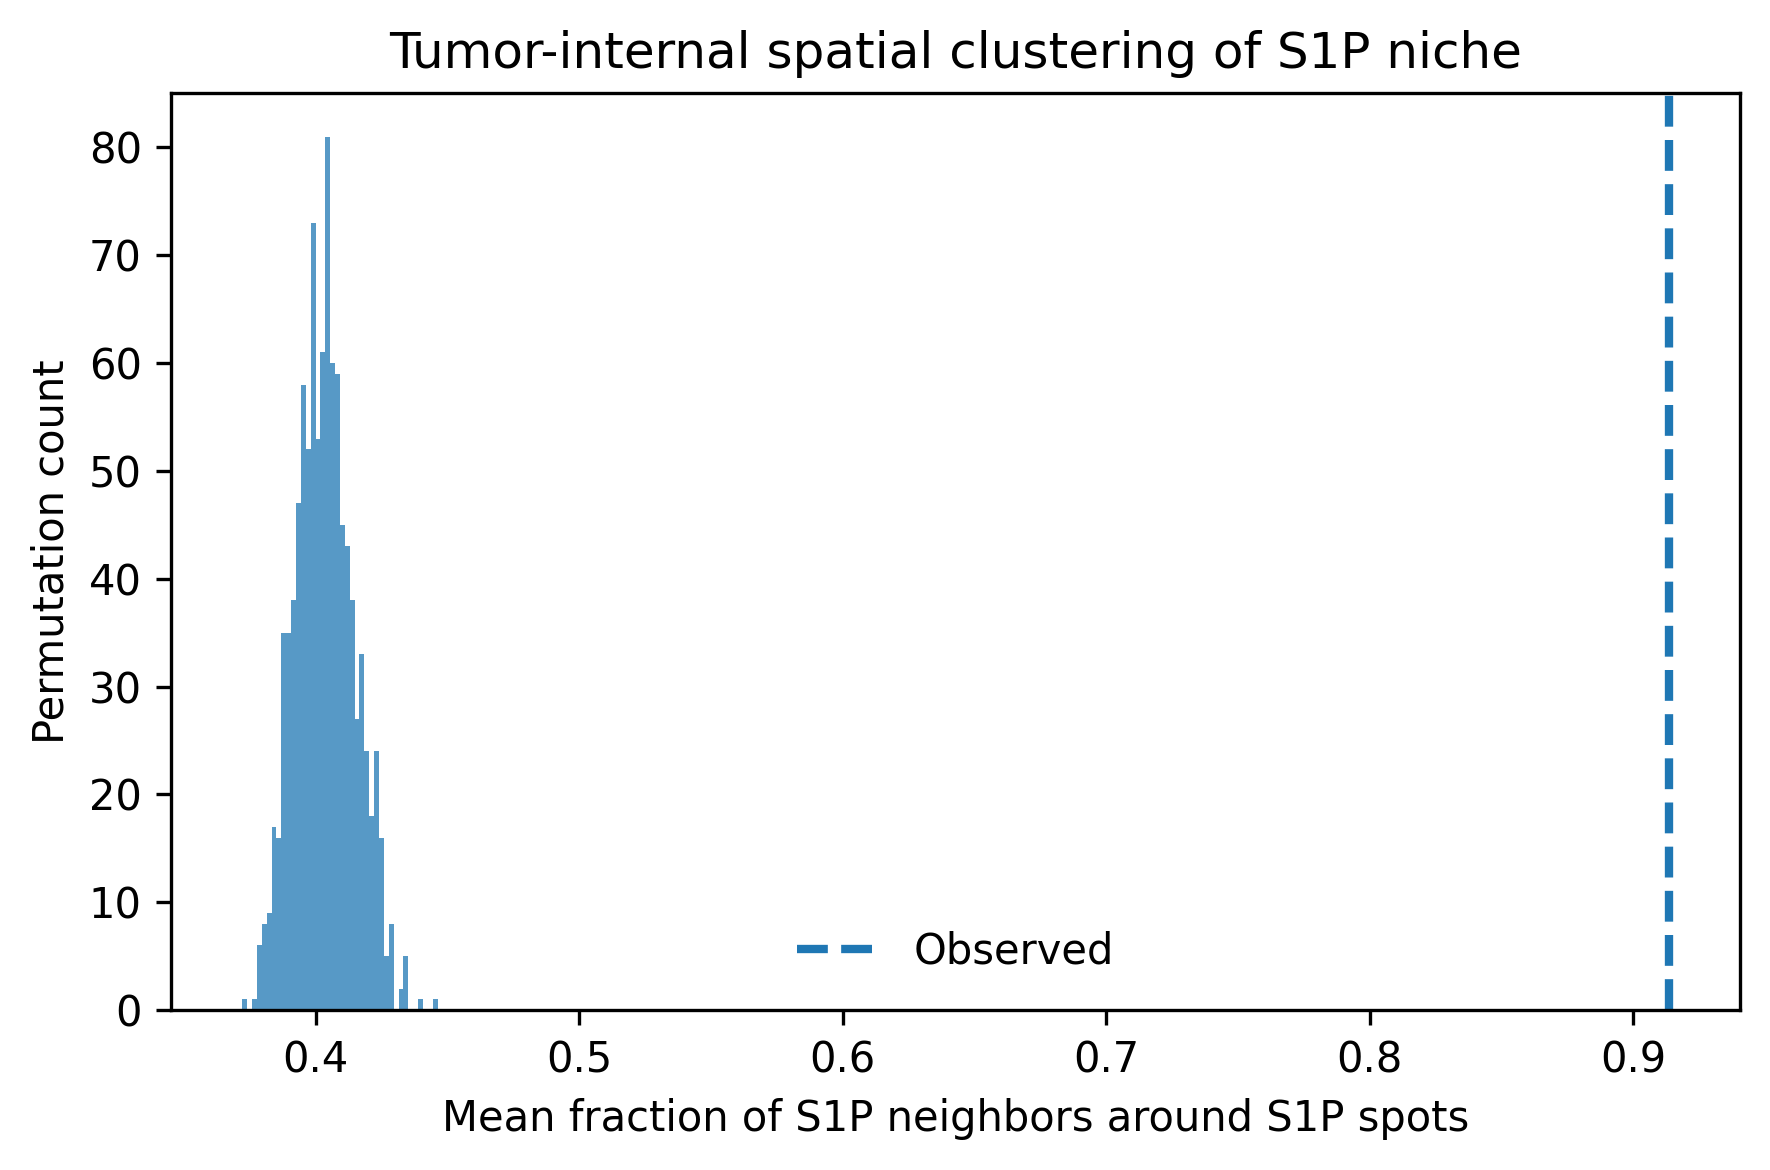 Tumor-internal spatial clustering of S1P niche
Permutation count
80
70
60
50
40
30
20
10
0
Observed
0.4 0.5 0.6 0.7 0.8 0.9
Mean fraction of S1P neighbors around S1P spots